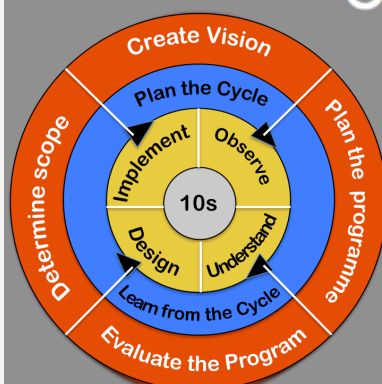 Create Vision
Plan the Cycle
Implement
Observe
Determine scope
Plan the programme
10s
Design
Understand
Learn from the Cycle
Evaluate the Program